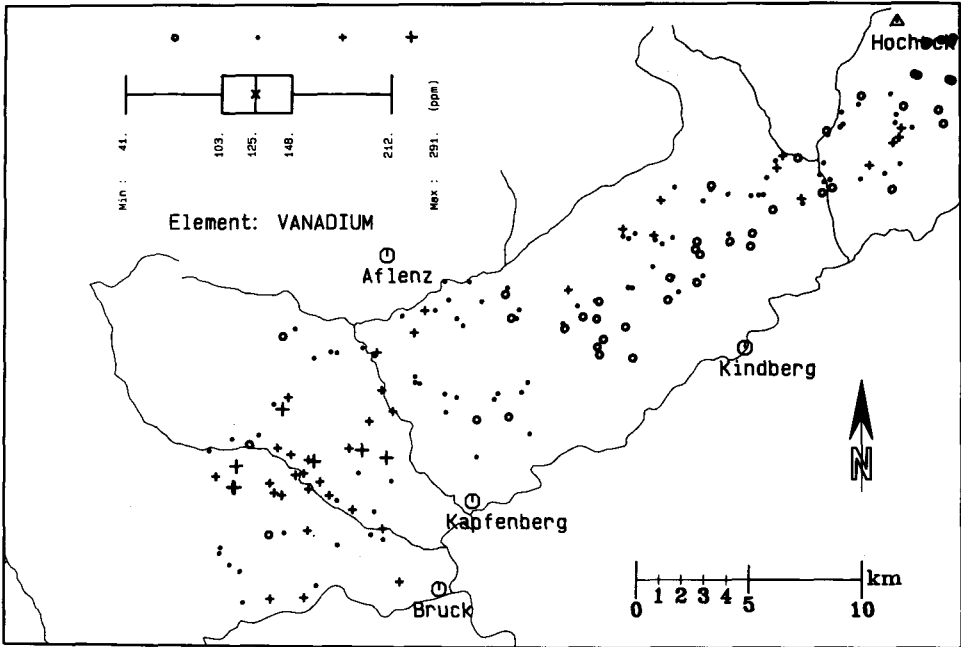 Hocheck
Min : 41. 103. 125. 148. 212. Max : 291. (ppm)
Element: VANADIUM
Aflenz
Kindberg
N
Kapfenberg
Bruck
km
0 1 2 3 4 5 10